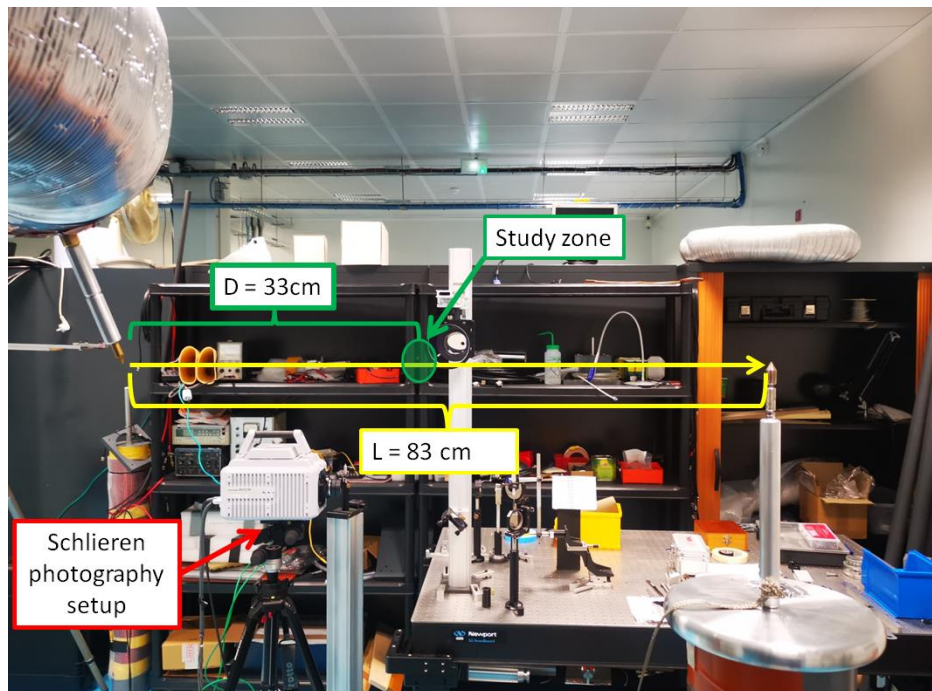 Study zone
D = 33cm
L = 83 cm
Schlieren
photography
setup
Newport